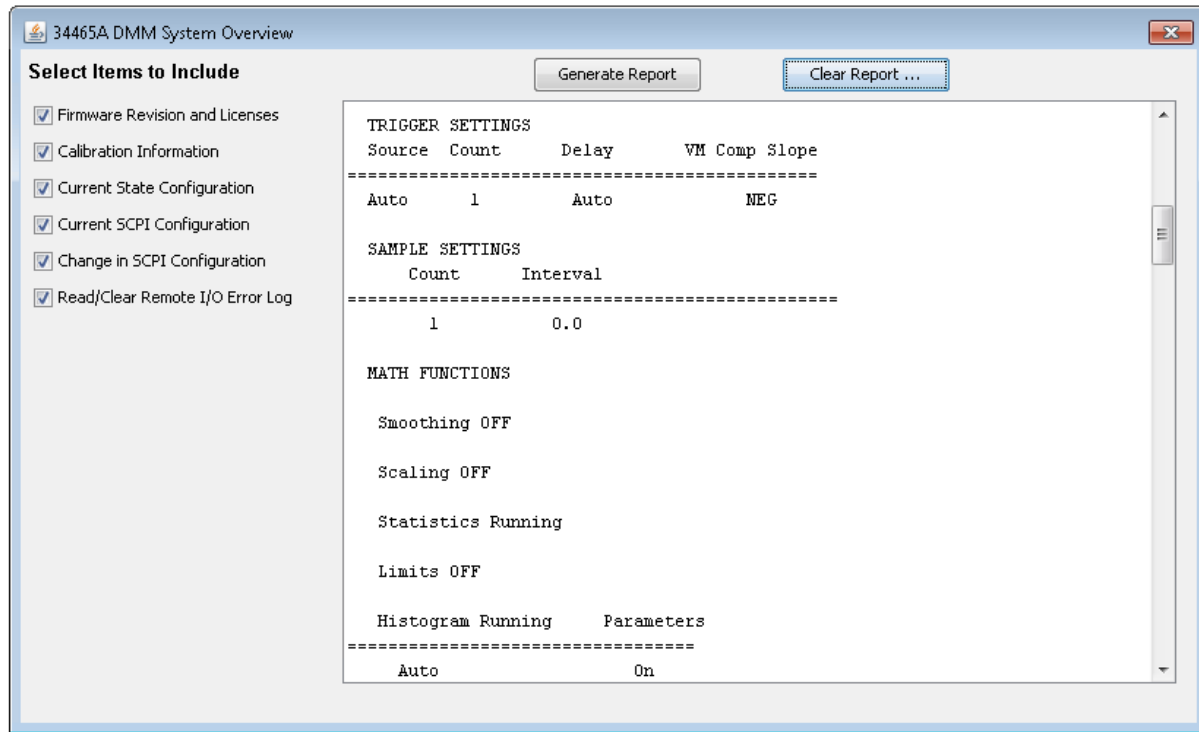 34465A DMM System Overview
Select Items to Include
Generate Report
Clear Report ...
Firmware Revision and Licenses
Calibration Information
Current State Configuration
Current SCPI Configuration
Change in SCPI Configuration
Read/Clear Remote I/O Error Log
TRIGGER SETTINGS
Source Count Delay VM Comp Slope
==============================================
Auto 1 Auto NEG
SAMPLE SETTINGS
Count Interval
================================================
1 0.0
MATH FUNCTIONS
Smoothing OFF
Scaling OFF
Statistics Running
Limits OFF
Histogram Running Parameters
==================================
Auto On